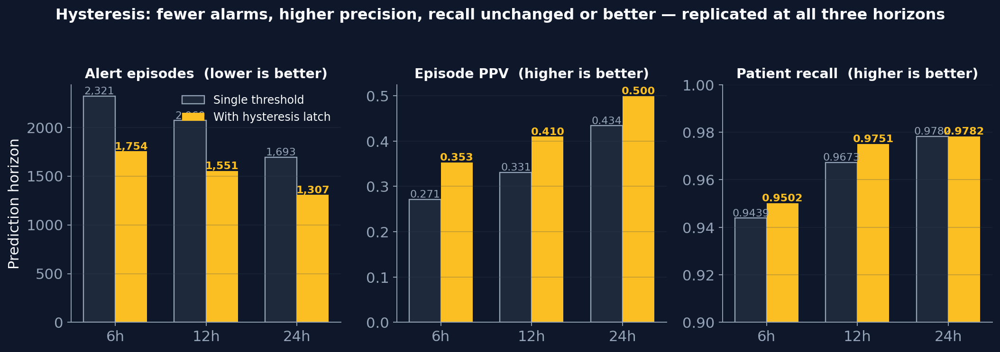 Hysteresis: fewer alarms, higher precision, recall unchanged or better — replicated at all three horizons
Alert episodes (lower is better)
Prediction horizon
2000
1500
1000
500
0
2,321
1,754
1,551
1,693
1,307
Single threshold
With hysteresis latch
6h
12h
24h
Episode PPV (higher is better)
0.5
0.4
0.3
0.2
0.1
0.0
0.271
0.353
0.331
0.410
0.434
0.500
6h
12h
24h
Patient recall (higher is better)
1.00
0.98
0.96
0.94
0.92
0.90
0.9439
0.9502
0.9673
0.9751
0.9782
6h
12h
24h